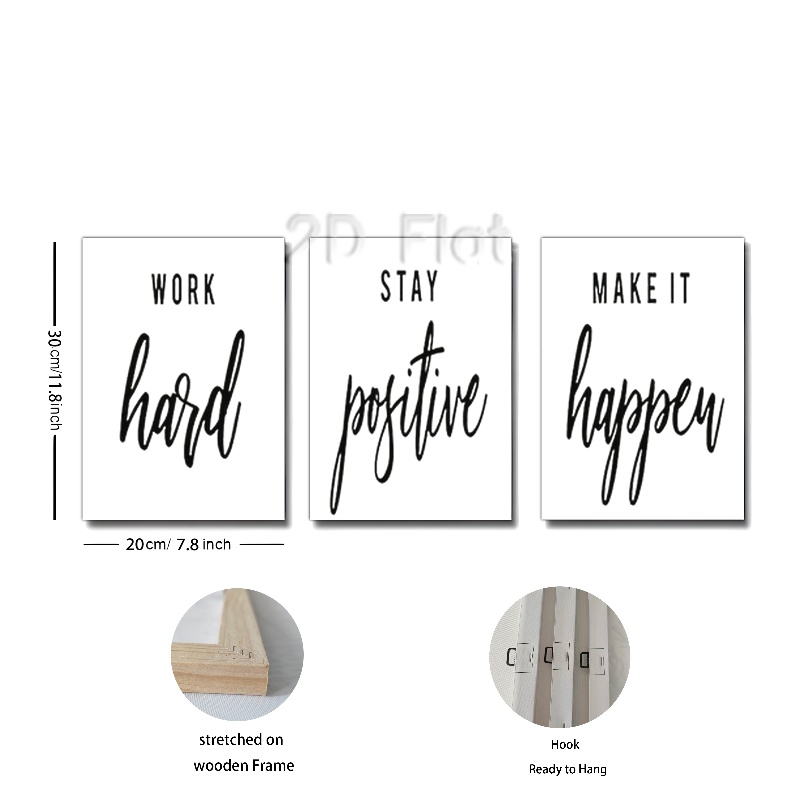 2D Flat
WORK
hard
STAY
positive
MAKE IT
happen
30cm/11.8inch
20cm/ 7.8 inch
stretched on
wooden Frame
Hook
Ready to Hang